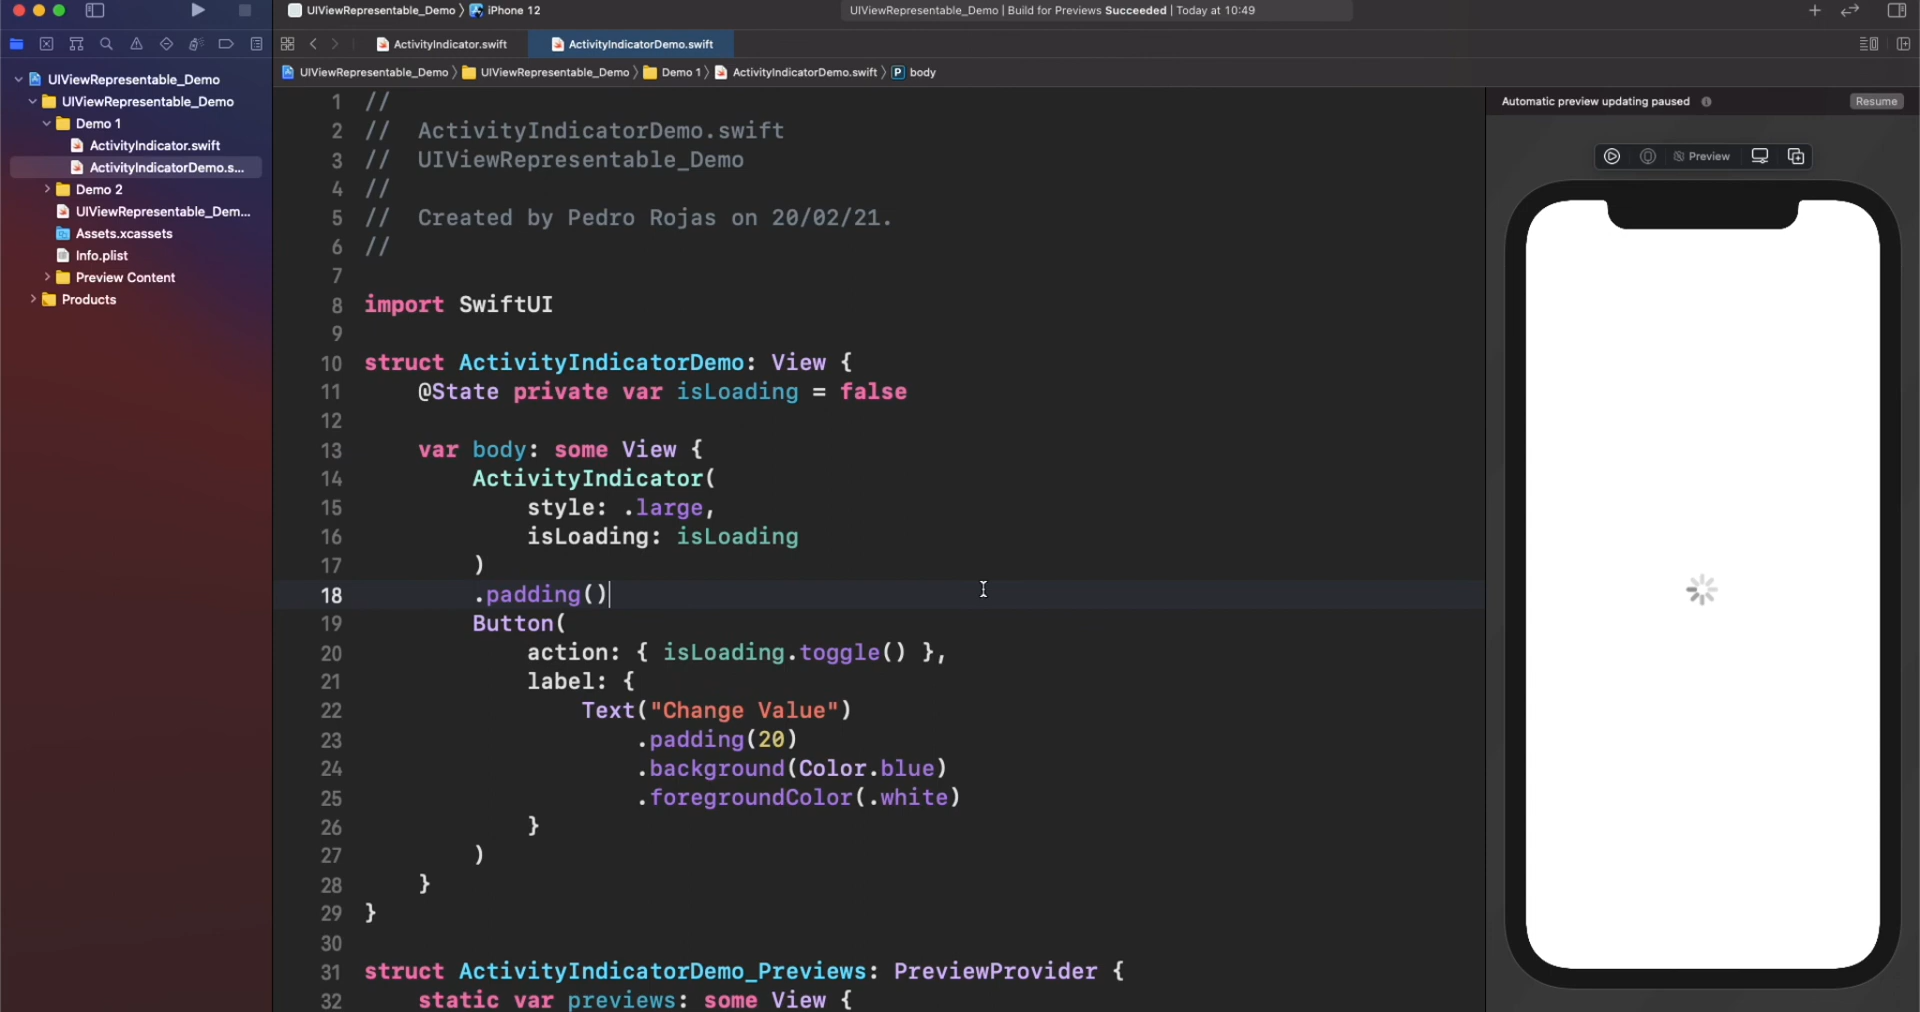 UIViewRepresentable_Demo
iPhone 12
UIViewRepresentable_Demo | Build for Previews Succeeded | Today at 10:49
ActivityIndicator.swift
ActivityIndicatorDemo.swift
UIViewRepresentable_Demo
UIViewRepresentable_Demo
Demo 1
ActivityIndicatorDemo.swift
P body
UIViewRepresentable_Demo
UIViewRepresentable_Demo
Demo 1
ActivityIndicator.swift
ActivityIndicatorDemo.s...
Demo 2
UIViewRepresentable_Dem...
Assets.xcassets
Info.plist
Preview Content
Products
1 //
2 //  ActivityIndicatorDemo.swift
3 //  UIViewRepresentable_Demo
4 //
5 //  Created by Pedro Rojas on 20/02/21.
6 //
7
8 import SwiftUI
9
10 struct ActivityIndicatorDemo: View {
11     @State private var isLoading = false
12
13     var body: some View {
14         ActivityIndicator(
15             style: .large,
16             isLoading: isLoading
17         )
18         .padding()
19         Button(
20             action: { isLoading.toggle() },
21             label: {
22                 Text("Change Value")
23                     .padding(20)
24                     .background(Color.blue)
25                     .foregroundColor(.white)
26             }
27         )
28     }
29 }
30
31 struct ActivityIndicatorDemo_Previews: PreviewProvider {
32     static var previews: some View {
Automatic preview updating paused
Resume
Preview